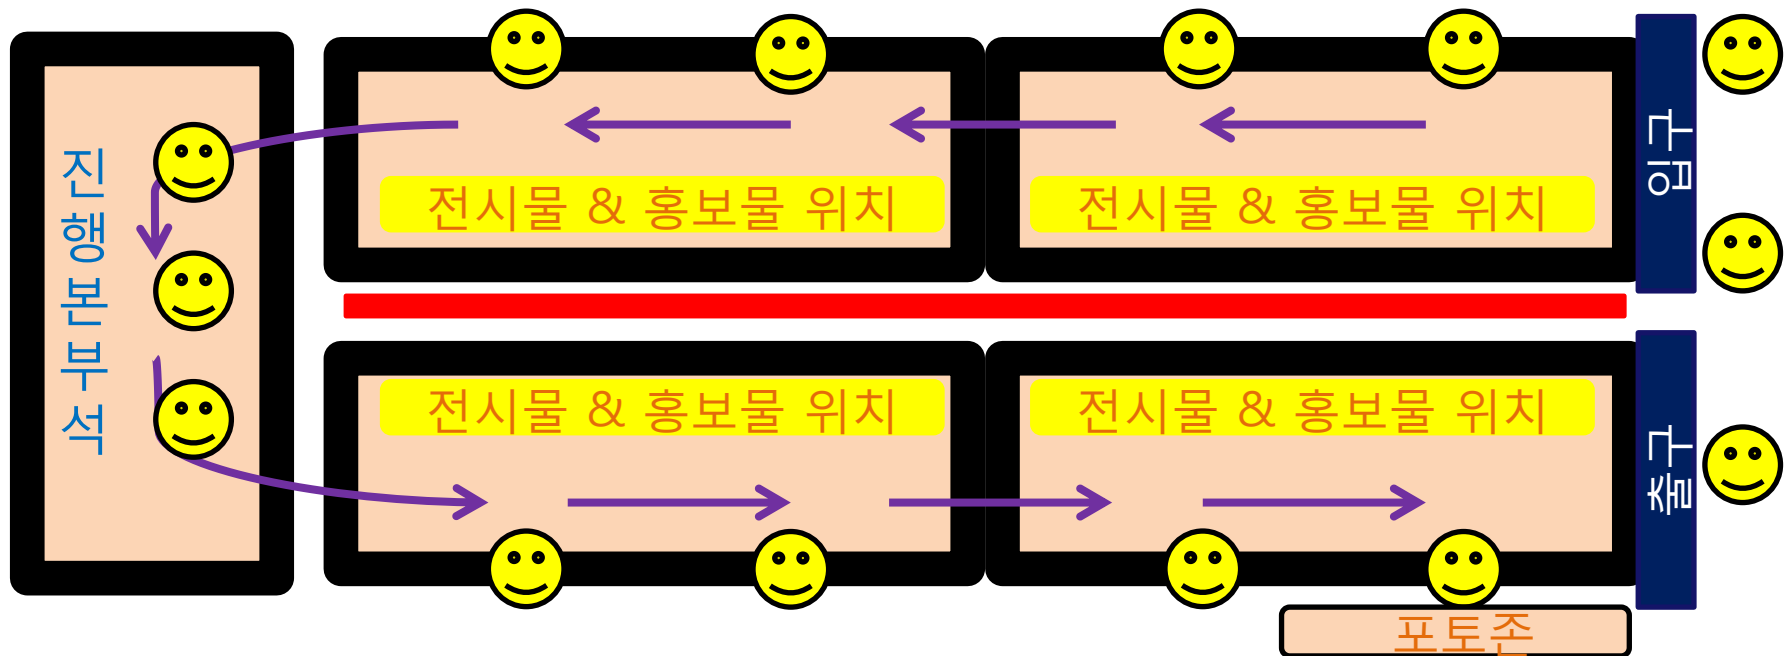 진행본부석
전시물 & 홍보물 위치
전시물 & 홍보물 위치
입구
전시물 & 홍보물 위치
전시물 & 홍보물 위치
출구
포토존